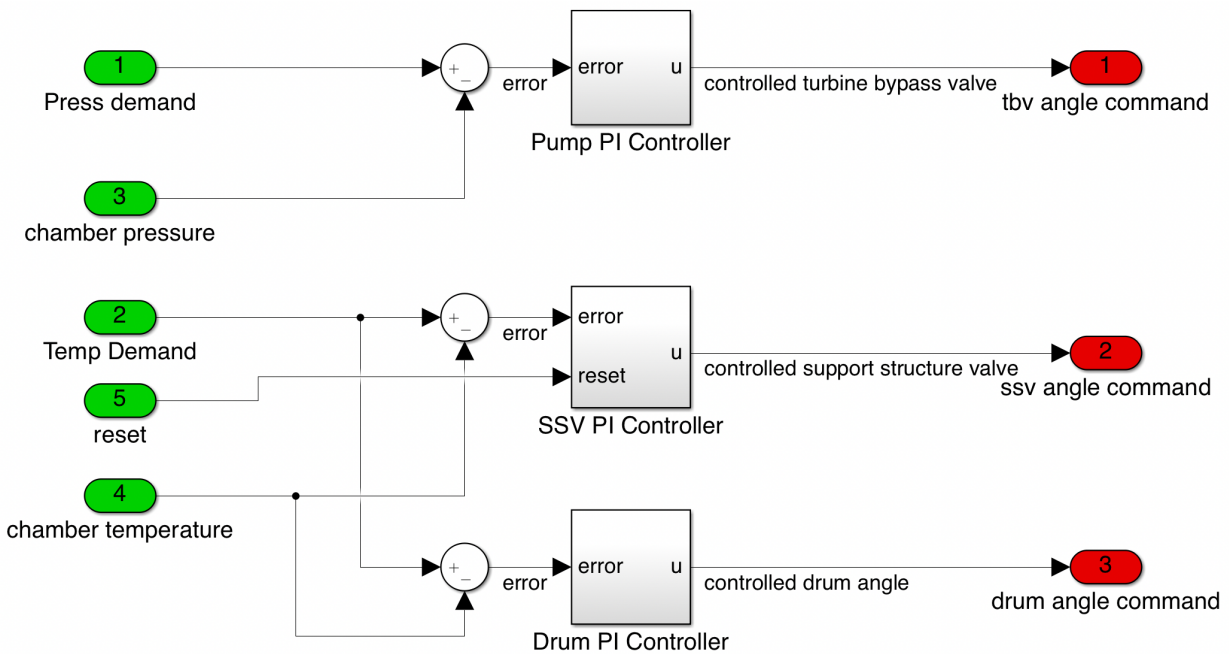 1
Press demand
+
_
error
error
u
Pump PI Controller
controlled turbine bypass valve
1
tbv angle command
3
chamber pressure
2
Temp Demand
+
_
error
error
reset
u
SSV PI Controller
controlled support structure valve
2
ssv angle command
5
reset
4
chamber temperature
+
_
error
error
u
Drum PI Controller
controlled drum angle
3
drum angle command